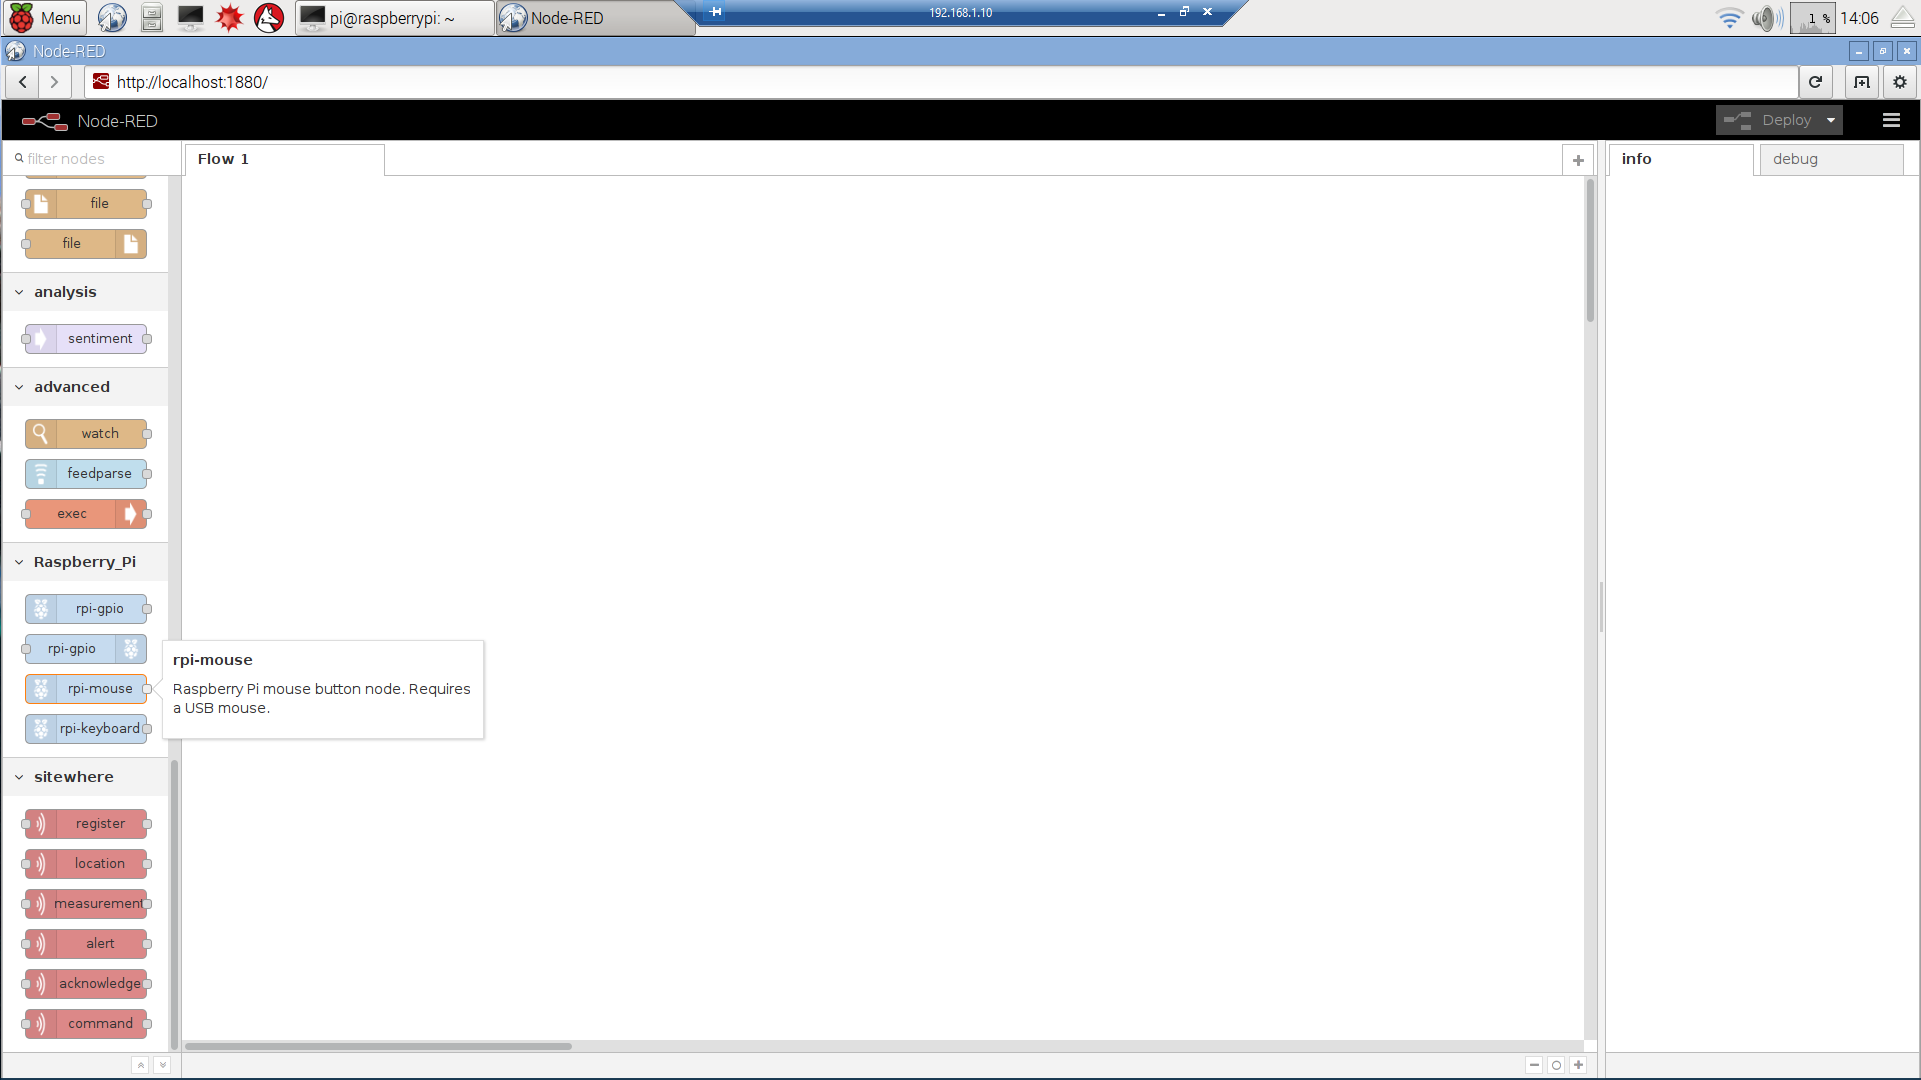 Menu
pi@raspberrypi: ~
Node-RED
192.168.1.10
1 %
14:06
Node-RED
http://localhost:1880/
Node-RED
Deploy
filter nodes
Flow 1
info
debug
file
file
analysis
sentiment
advanced
watch
feedparse
exec
Raspberry_Pi
rpi-gpio
rpi-gpio
rpi-mouse
rpi-keyboard
rpi-mouse
Raspberry Pi mouse button node. Requires
a USB mouse.
sitewhere
register
location
measurement
alert
acknowledge
command